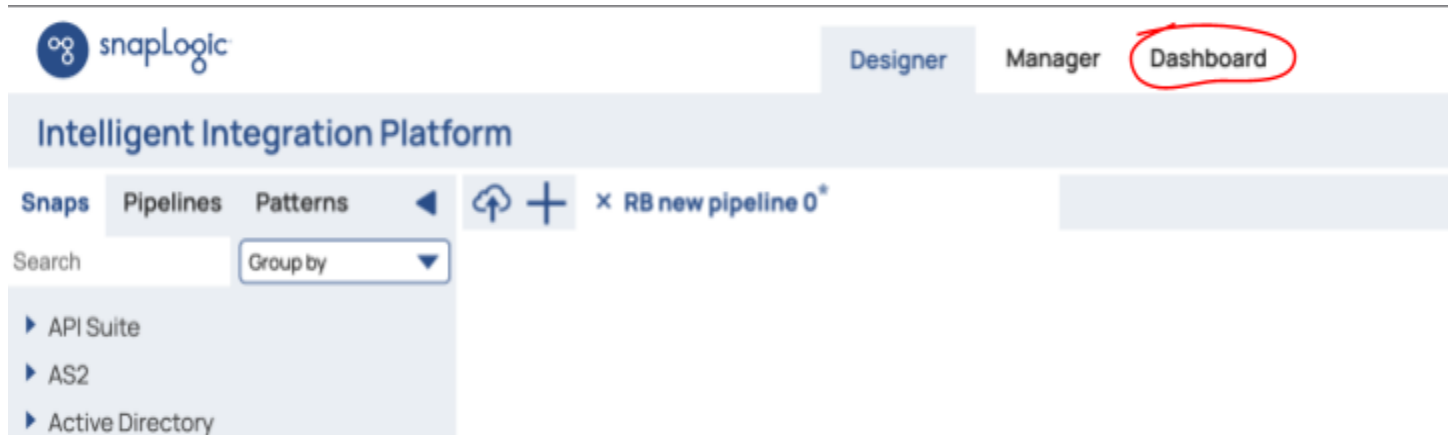 snapLogic
Designer Manager Dashboard
Intelligent Integration Platform
Snaps Pipelines Patterns × RB new pipeline 0*
Search Group by
API Suite
AS2
Active Directory